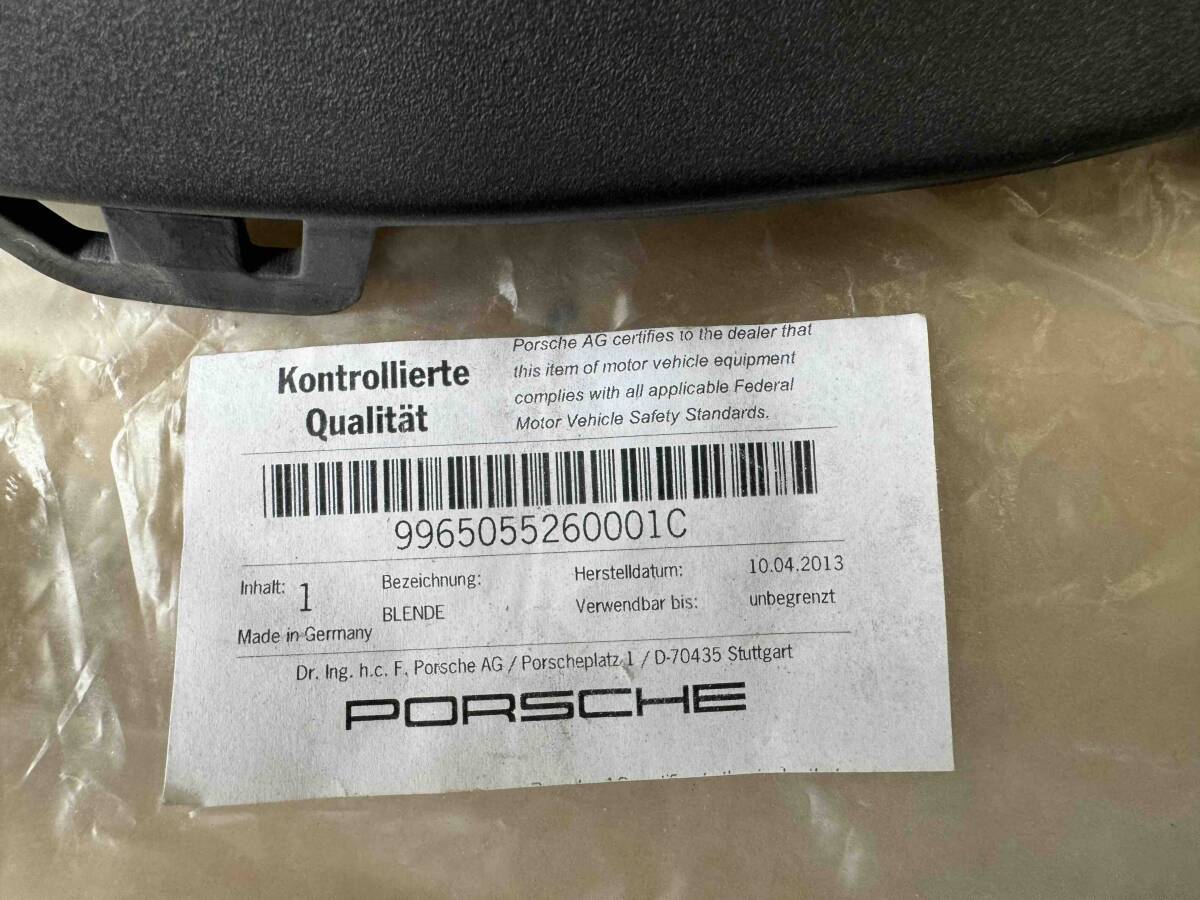 Kontrollierte
Qualität
Porsche AG certifies to the dealer that
this item of motor vehicle equipment
complies with all applicable Federal
Motor Vehicle Safety Standards.
9965055260001C
Inhalt: 1
Bezeichnung:
BLENDE
Herstelldatum: 10.04.2013
Verwendbar bis: unbegrenzt
Made in Germany
Dr. Ing. h.c. F. Porsche AG / Porscheplatz 1 / D-70435 Stuttgart
PORSCHE